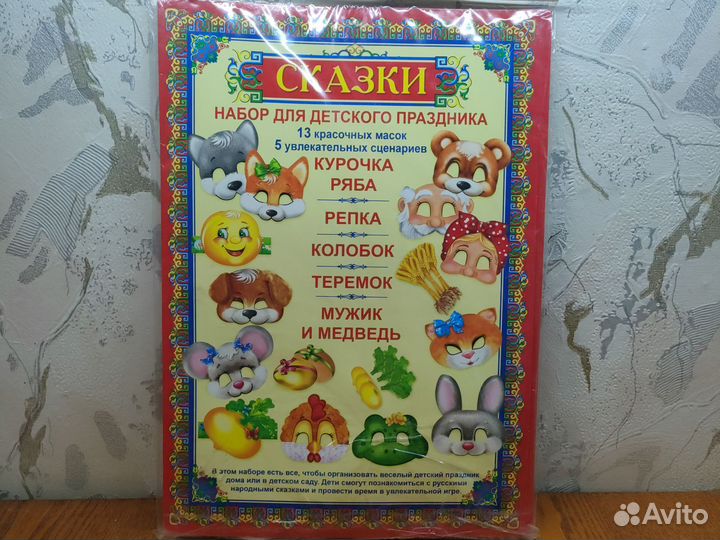 СКАЗКИ
НАБОР ДЛЯ ДЕТСКОГО ПРАЗДНИКА
13 красочных масок
5 увлекательных сценариев
КУРОЧКА
РЯБА
РЕПКА
КОЛОБОК
ТЕРЕМОК
МУЖИК
И МЕДВЕДЬ
В этом наборе есть все, чтобы организовать веселый детский праздник
дома или в детском саду. Дети смогут познакомиться с русскими
народными сказками и провести время в увлекательной игре.
Avito